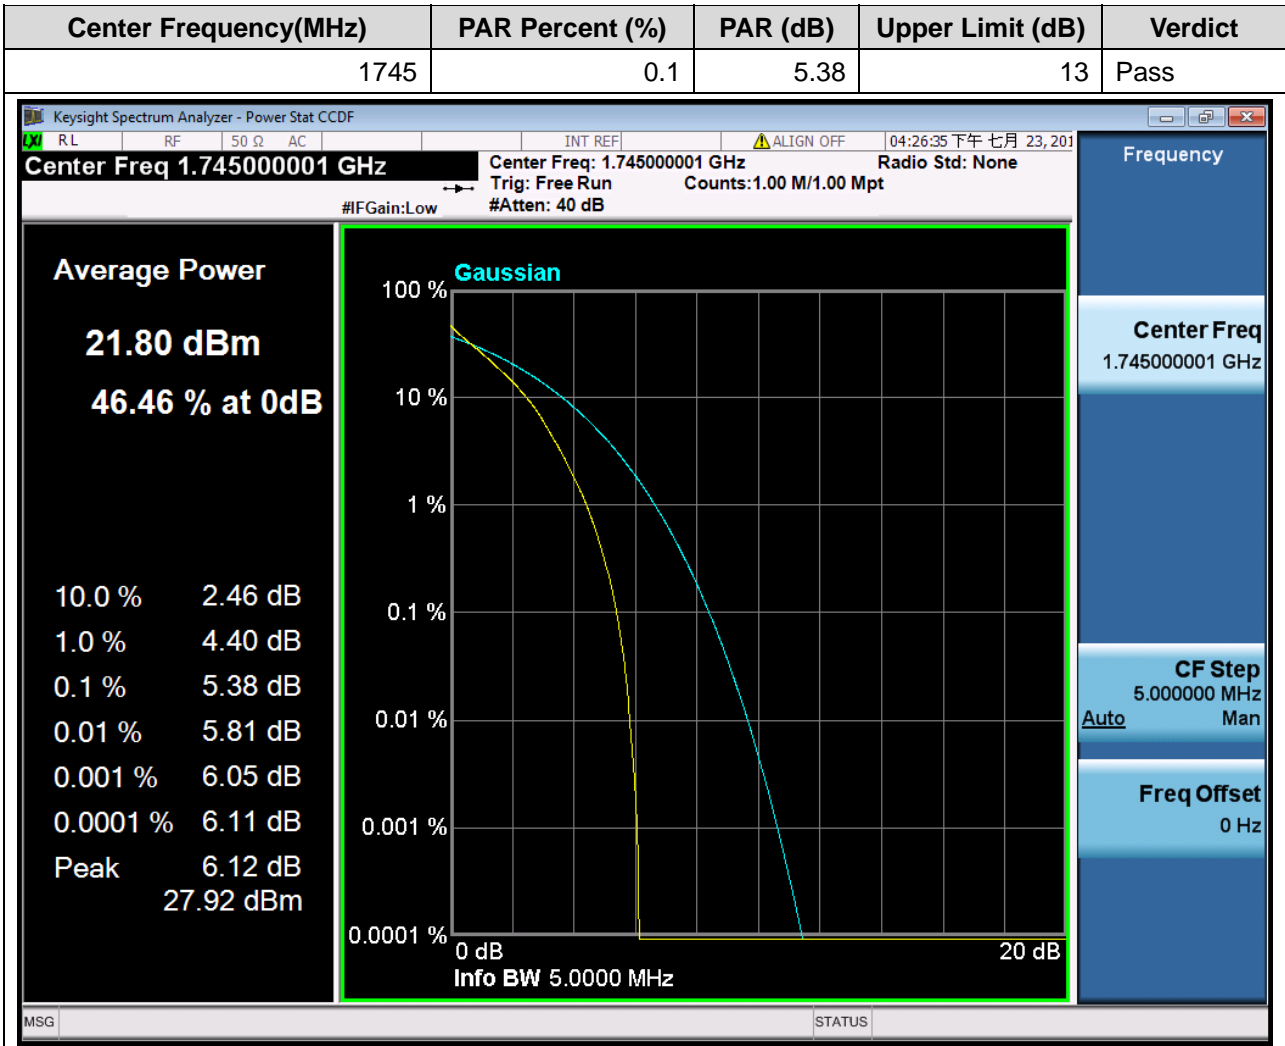 Center Frequency(MHz) PAR Percent (%) PAR (dB) Upper Limit (dB) Verdict
1745 0.1 5.38 13 Pass
Keysight Spectrum Analyzer - Power Stat CCDF
LXI RL RF 50 Ω AC INT REF ALIGN OFF 04:26:35 下午 七月 23, 201
Center Freq 1.745000001 GHz
Center Freq: 1.745000001 GHz Radio Std: None
Trig: Free Run Counts:1.00 M/1.00 Mpt
#IFGain:Low #Atten: 40 dB
Frequency
Average Power
21.80 dBm
46.46 % at 0dB
10.0 % 2.46 dB
1.0 % 4.40 dB
0.1 % 5.38 dB
0.01 % 5.81 dB
0.001 % 6.05 dB
0.0001 % 6.11 dB
Peak 6.12 dB
27.92 dBm
Gaussian
100 %
10 %
1 %
0.1 %
0.01 %
0.001 %
0.0001 %
0 dB 20 dB
Info BW 5.0000 MHz
Center Freq
1.745000001 GHz
CF Step
5.000000 MHz
Auto Man
Freq Offset
0 Hz
MSG STATUS